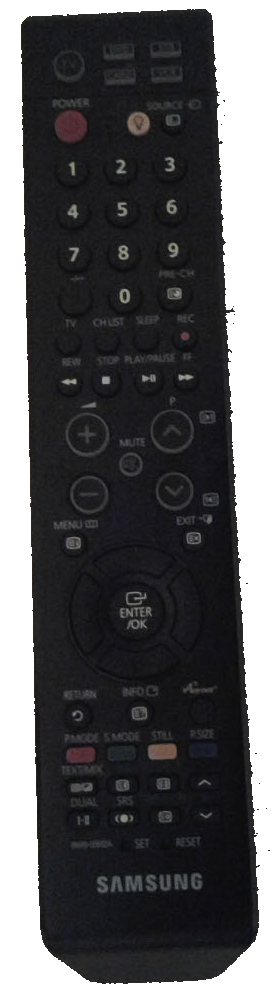 TV
POWER SOURCE
1 2 3
4 5 6
7 8 9
-/-- PRE-CH
0
TV CH LIST SLEEP REC
REW STOP PLAY/PAUSE FF
P
MUTE
MENU EXIT
ENTER
/OK
RETURN INFO
P.MODE S.MODE STILL P.SIZE
TEXT/MIX
DUAL SRS
I-II
SET RESET
SAMSUNG